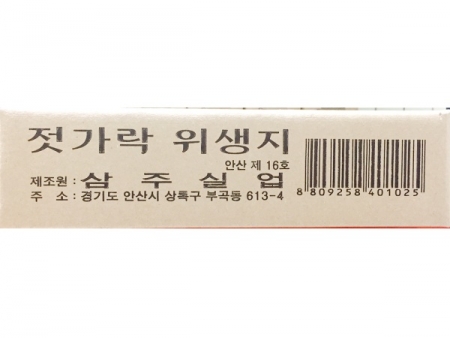 젓가락 위생지
안산 제 16호
제조원 : 삼 주 실 업
주 소 : 경기도 안산시 상록구 부곡동 613-4
8 809258 401025